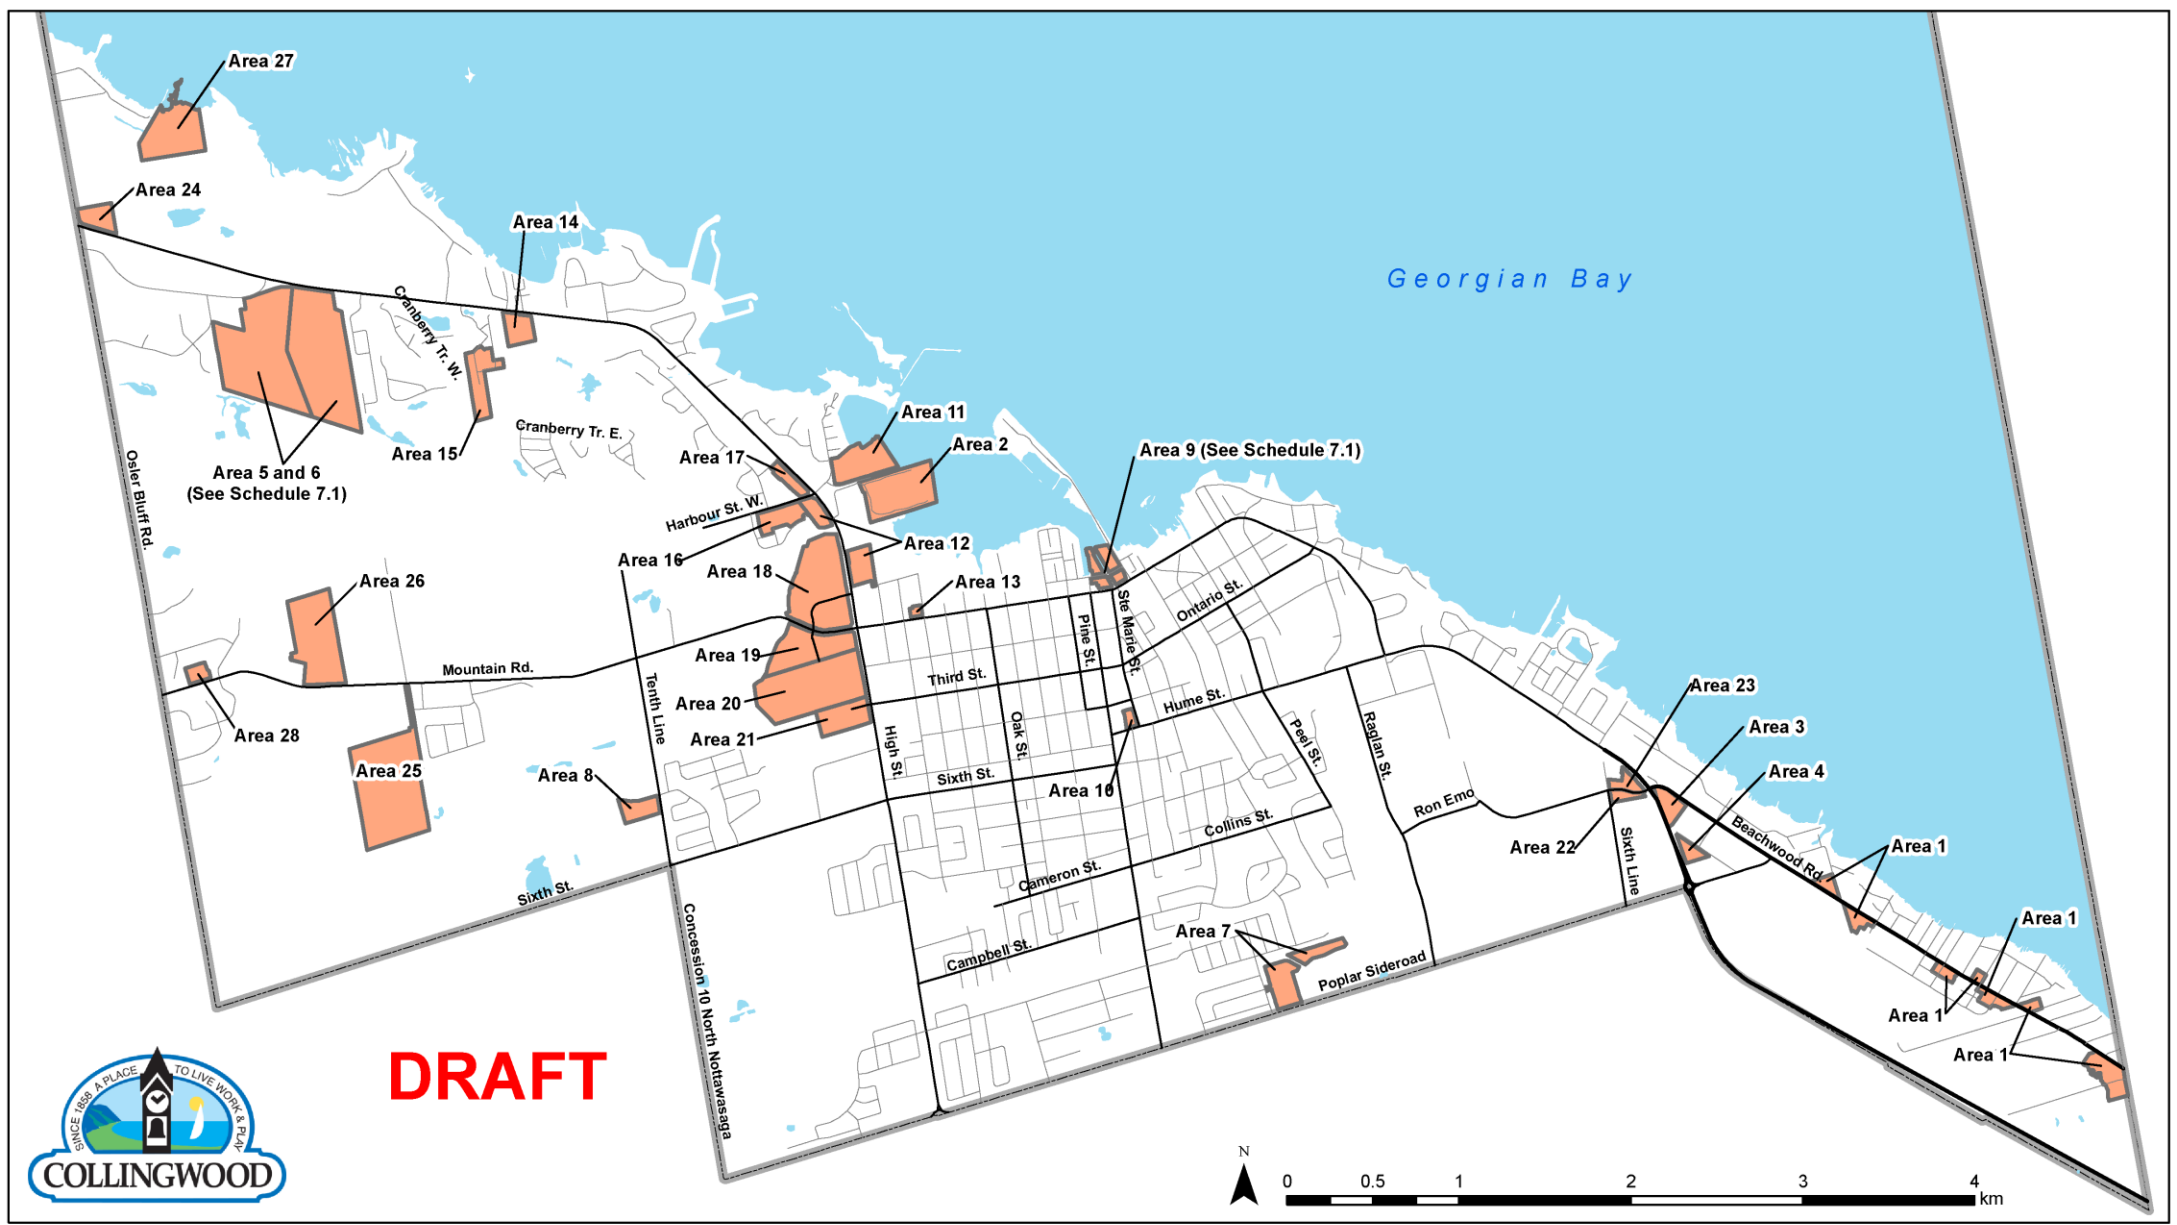 Area 27
Area 24
Area 14
Georgian Bay
Cranberry Tr. W.
Area 11
Area 2
Cranberry Tr. E.
Area 15
Area 17
Area 9 (See Schedule 7.1)
Area 5 and 6
(See Schedule 7.1)
Osler Bluff Rd.
Harbour St. W.
Area 12
Area 16
Area 18
Area 26
Area 13
Ste Marie St.
Ontario St.
Pine St.
Area 19
Mountain Rd.
Third St.
Area 23
Area 20
Tenth Line
Hume St.
Area 3
Area 28
Area 21
High St.
Oak St.
Peel St.
Raglan St.
Area 25
Area 8
Sixth St.
Area 4
Area 10
Ron Emo
Collins St.
Beachwood Rd.
Area 22
Sixth Line
Area 1
Cameron St.
Sixth St.
Area 1
Area 7
Campbell St.
Poplar Sideroad
Concession 10 North Nottawasaga
Area 1
Area 1
DRAFT
SINCE 1858 A PLACE TO LIVE WORK & PLAY
COLLINGWOOD
N
0 0.5 1 2 3 4
km